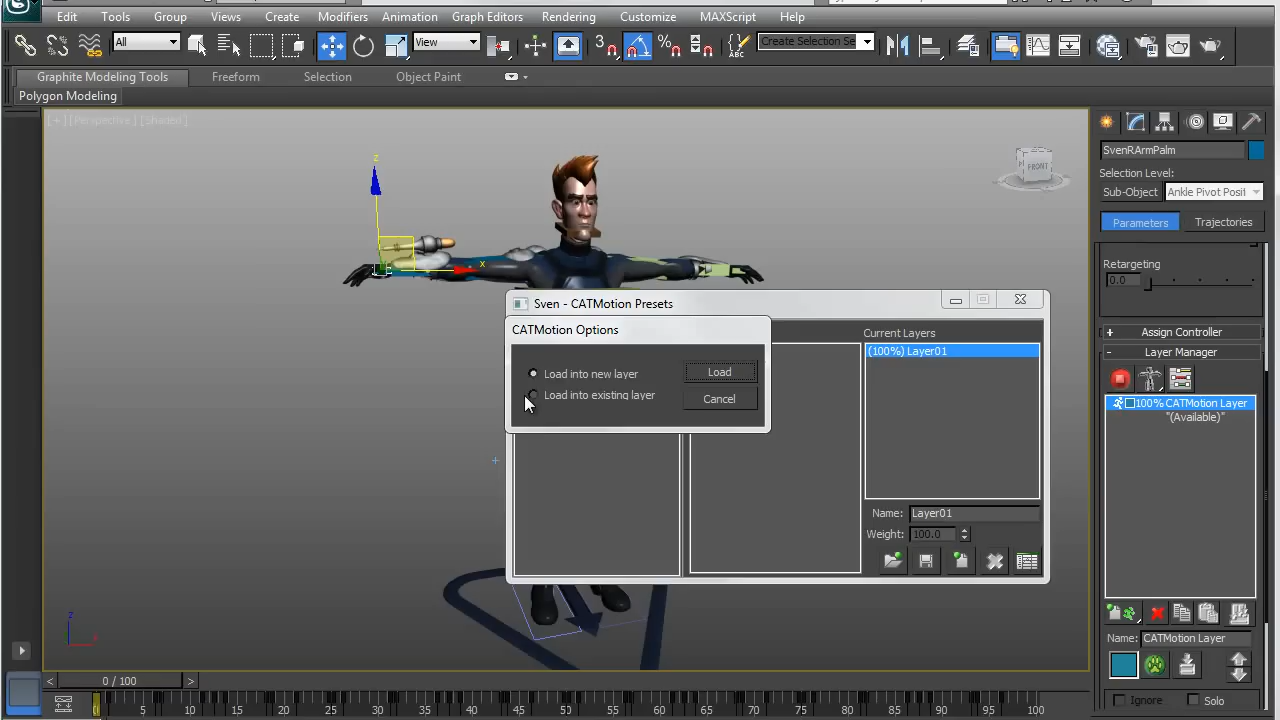 Edit Tools Group Views Create Modifiers Animation Graph Editors Rendering Customize MAXScript Help
All
View
3
ABC
Create Selection Se
Graphite Modeling Tools Freeform Selection Object Paint
Polygon Modeling
[+] [Perspective] [Shaded]
FRONT
z
x
SvenRArmPalm
Selection Level:
Sub-Object Ankle Pivot Posit
Parameters Trajectories
Retargeting
0.0
+ Assign Controller
- Layer Manager
100% CATMotion Layer
"(Available)"
Name: CATMotion Layer
Ignore Solo
Sven - CATMotion Presets
CATMotion Options
Load into new layer
Load into existing layer
Load
Cancel
Current Layers
(100%) Layer01
Name: Layer01
Weight: 100.0
z
x
< 0 / 100 >
0 5 10 15 20 25 30 35 40 45 50 55 60 65 70 75 80 85 90 95 100